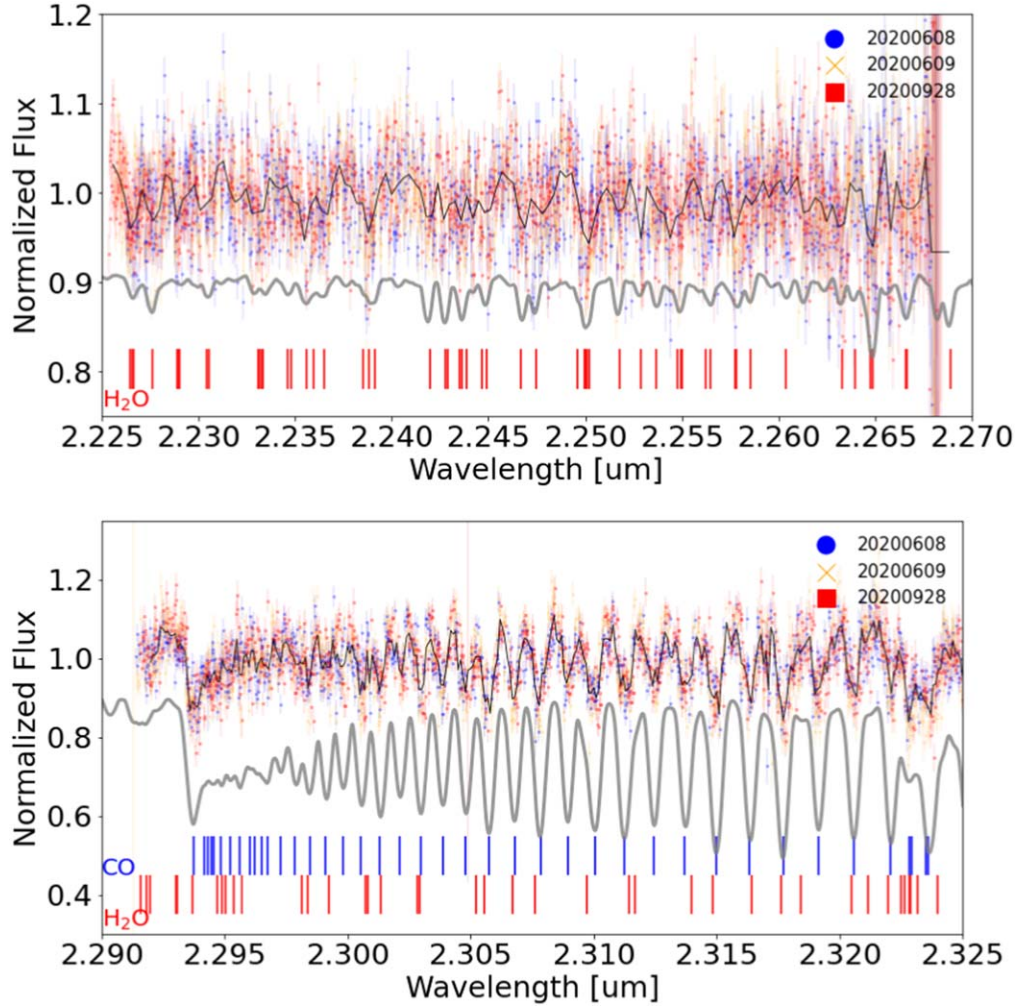 1.2
20200608
20200609
20200928
1.1
1.0
0.9
0.8
Normalized Flux
H₂O
2.225 2.230 2.235 2.240 2.245 2.250 2.255 2.260 2.265 2.270
Wavelength [um]
20200608
20200609
20200928
1.2
1.0
0.8
0.6
0.4
Normalized Flux
CO
H₂O
2.290 2.295 2.300 2.305 2.310 2.315 2.320 2.325
Wavelength [um]